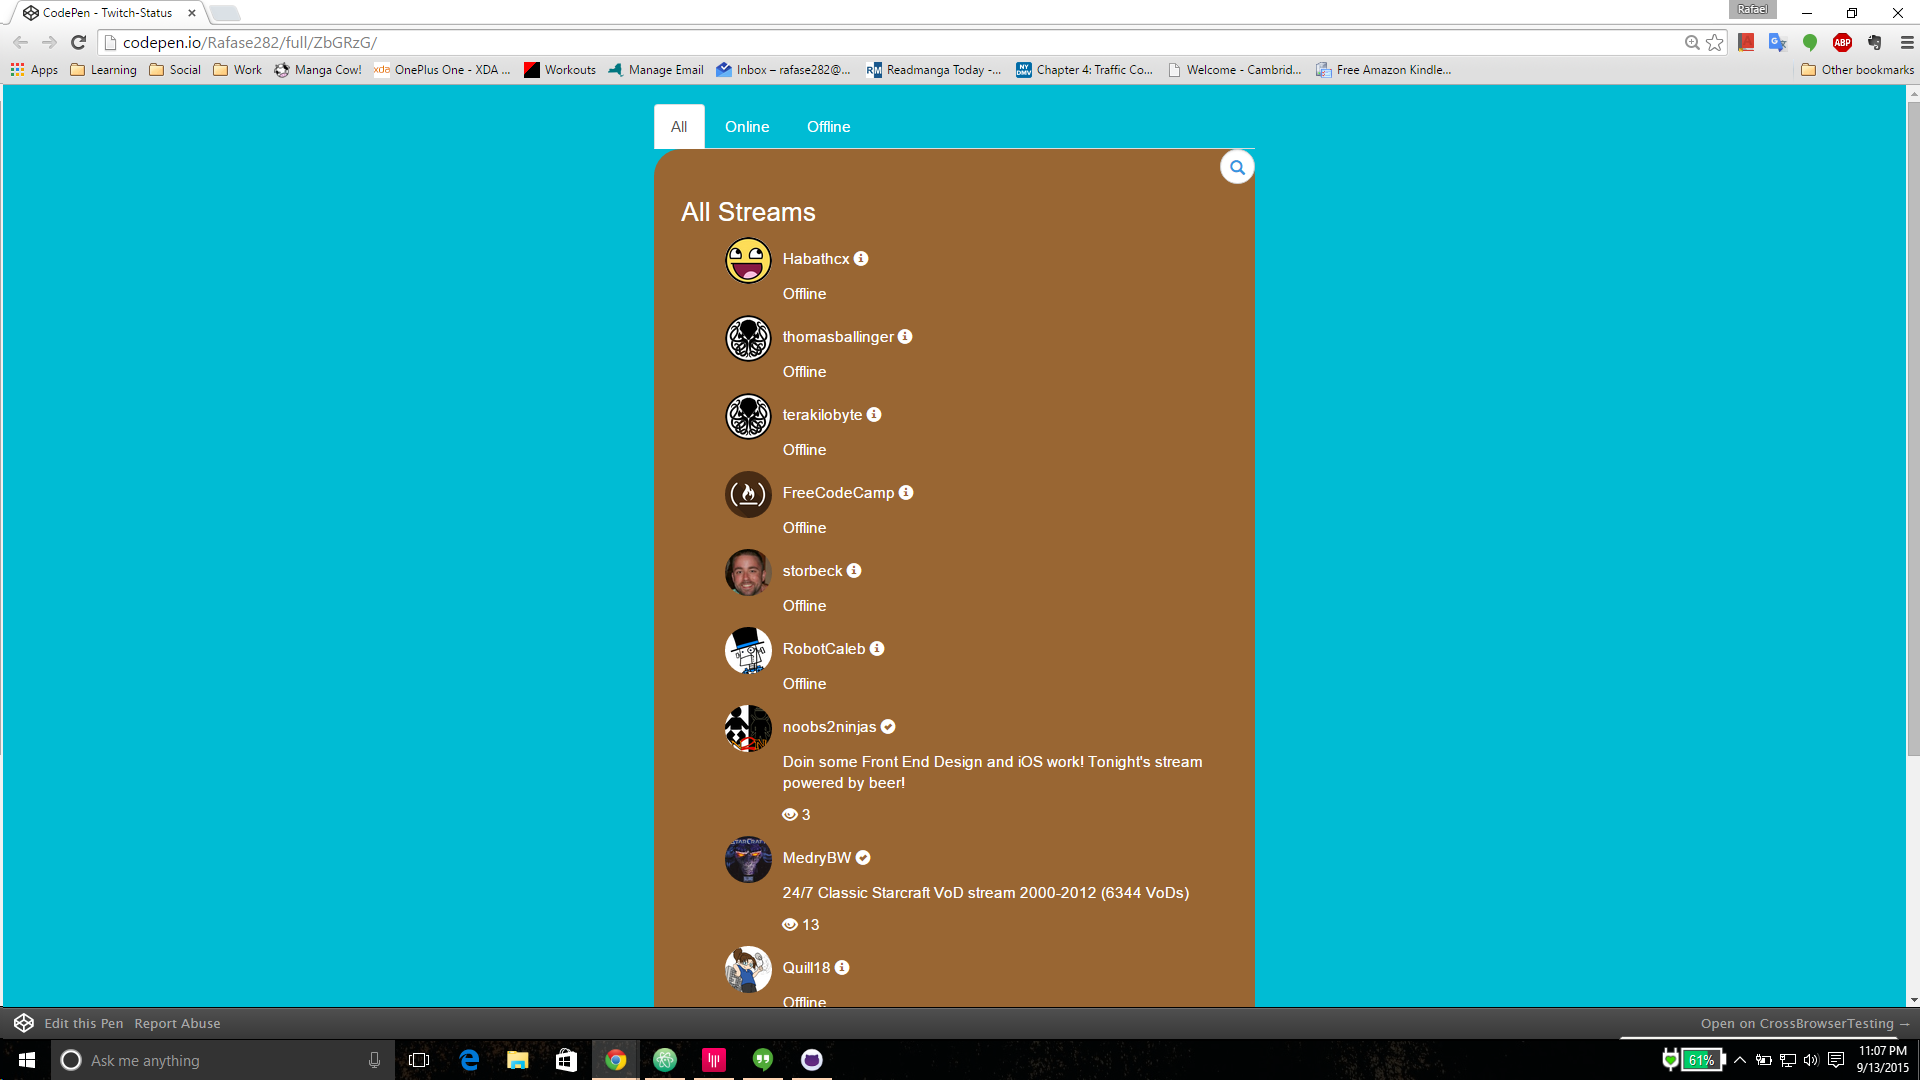 CodePen - Twitch-Status
Rafael
codepen.io/Rafase282/full/ZbGRzG/
ABP
Apps Learning Social Work Manga Cow! xda OnePlus One - XDA ... Workouts Manage Email Inbox – rafase282@... RM Readmanga Today -... NY DMV Chapter 4: Traffic Co... Welcome - Cambrid... Free Amazon Kindle... Other bookmarks
All Online Offline
All Streams
Habathcx
Offline
thomasballinger
Offline
terakilobyte
Offline
FreeCodeCamp
Offline
storbeck
Offline
RobotCaleb
Offline
noobs2ninjas
Doin some Front End Design and iOS work! Tonight's stream
powered by beer!
3
MedryBW
24/7 Classic Starcraft VoD stream 2000-2012 (6344 VoDs)
13
Quill18
Offline
Edit this Pen Report Abuse Open on CrossBrowserTesting →
Ask me anything
61%
11:07 PM
9/13/2015